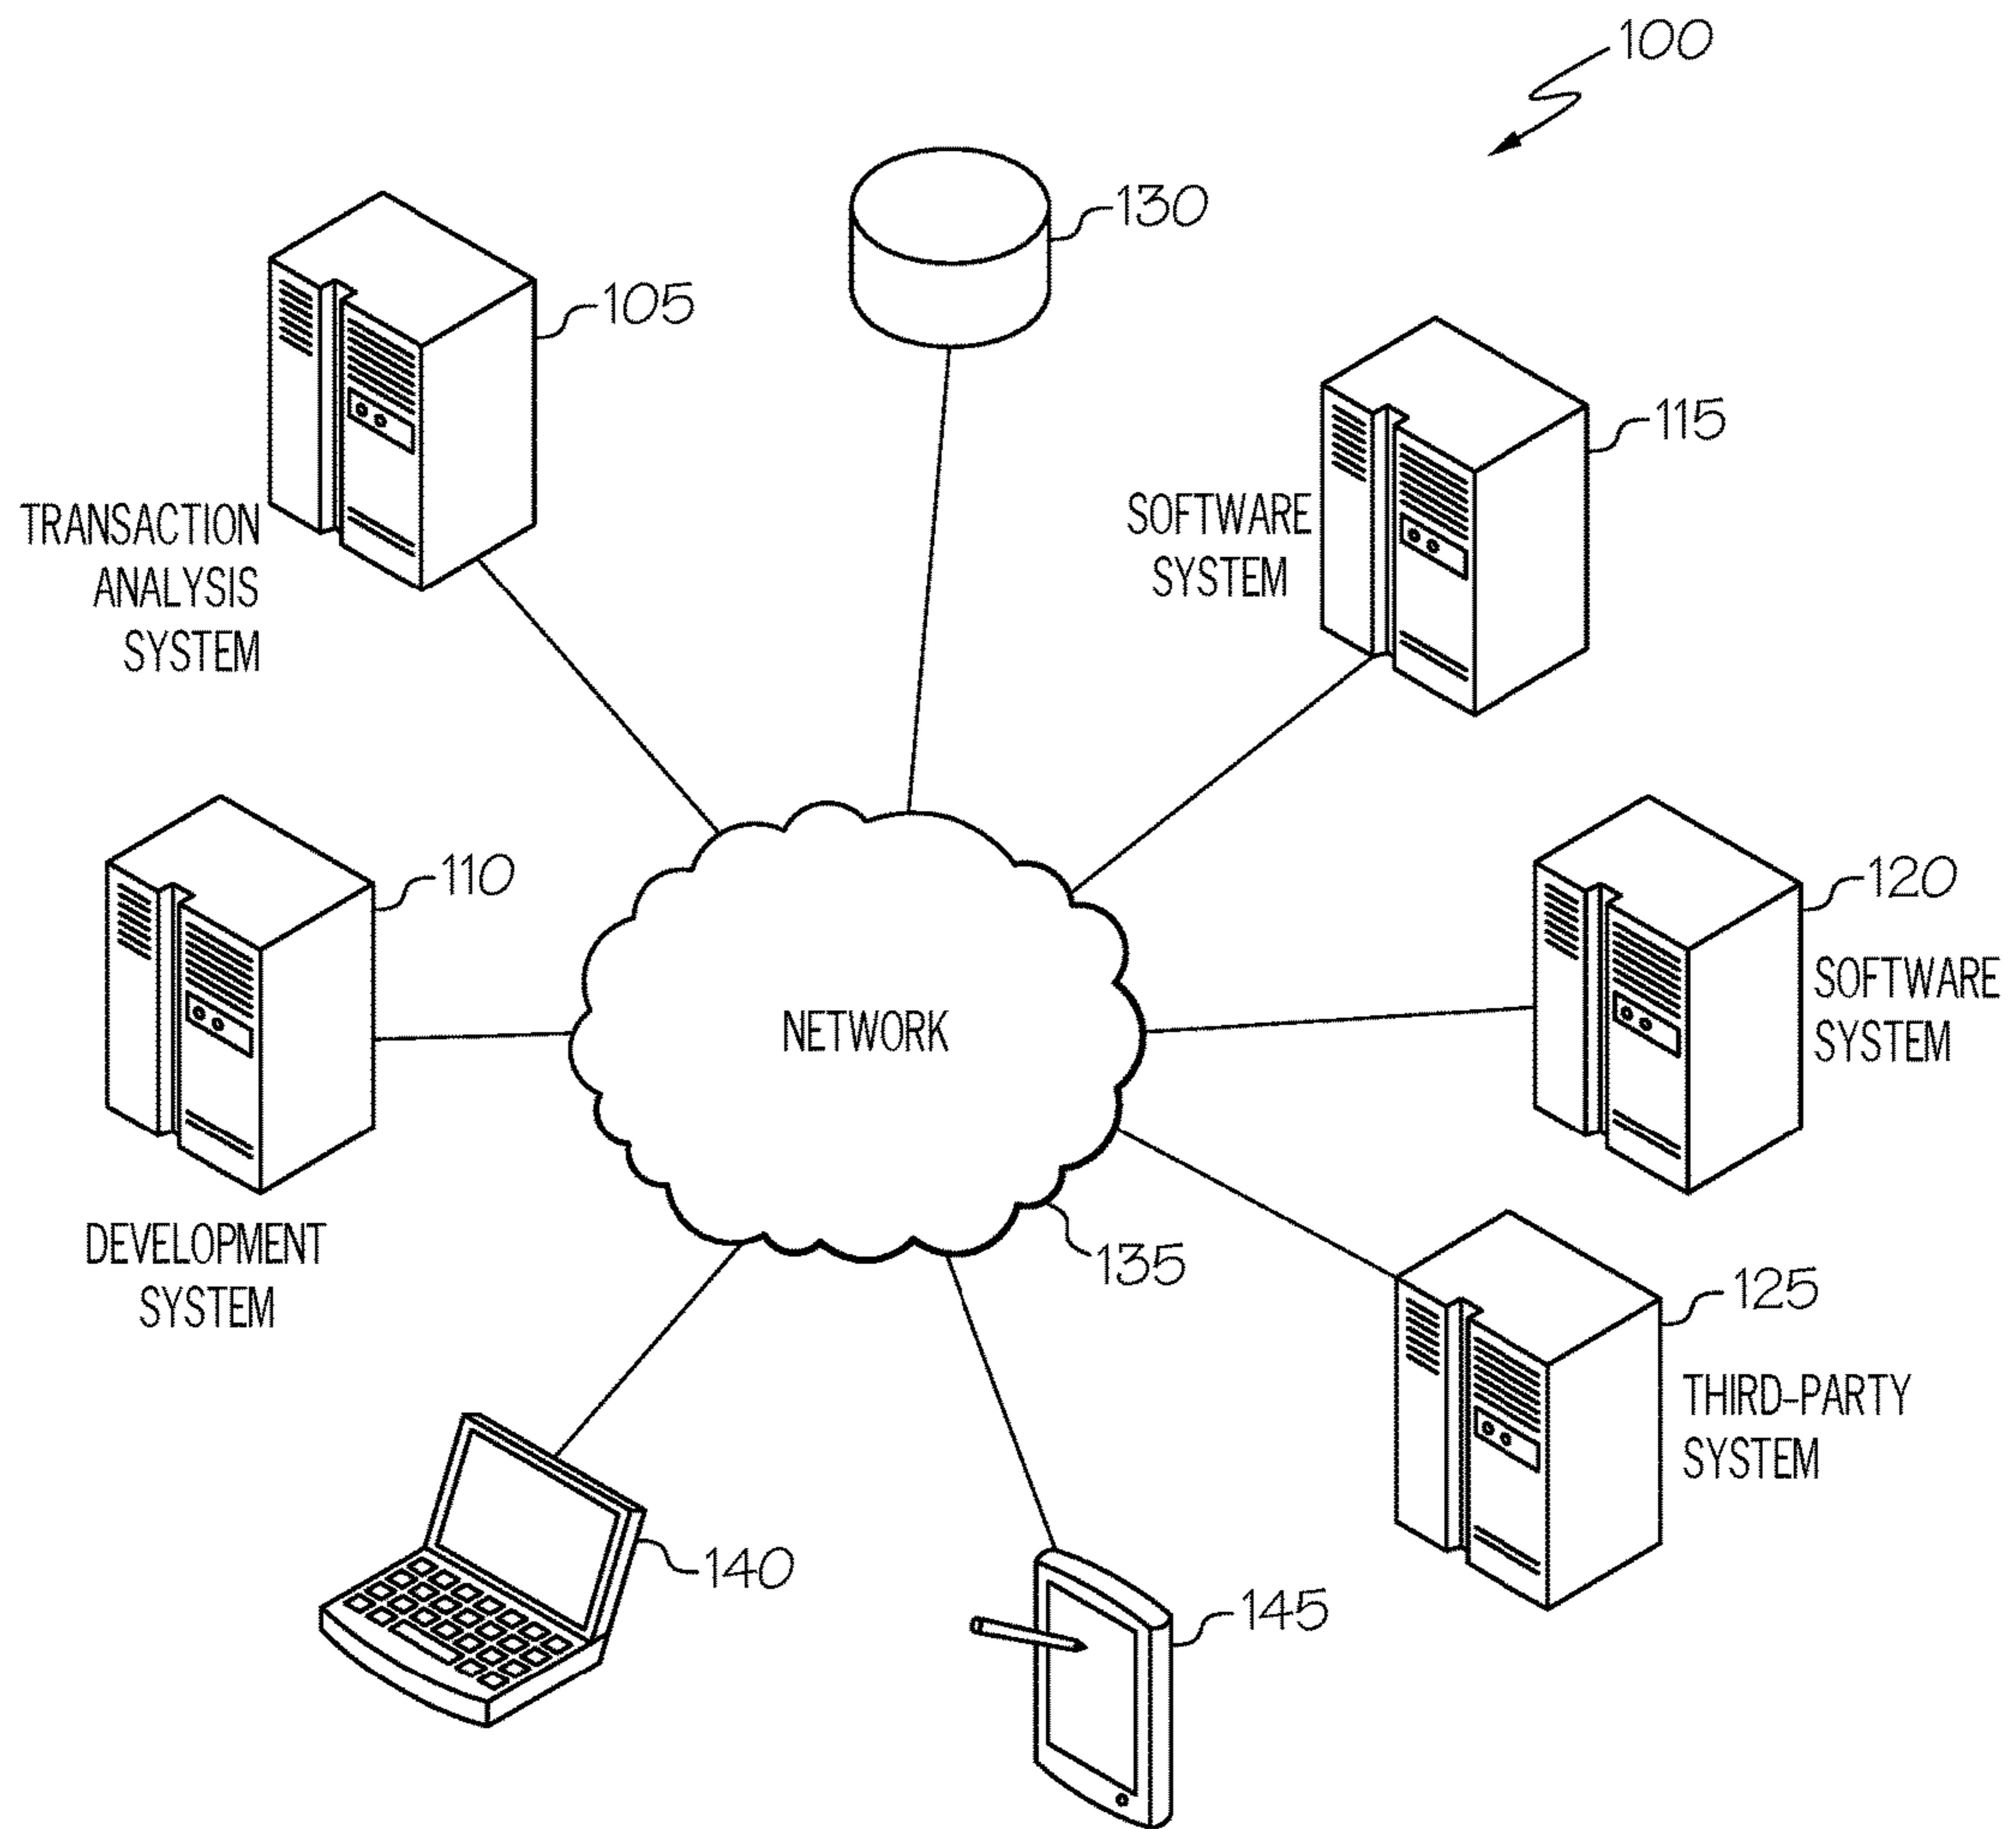 100
130
105
TRANSACTION
ANALYSIS
SYSTEM
115
SOFTWARE
SYSTEM
110
DEVELOPMENT
SYSTEM
NETWORK
135
120
SOFTWARE
SYSTEM
125
THIRD-PARTY
SYSTEM
140
145